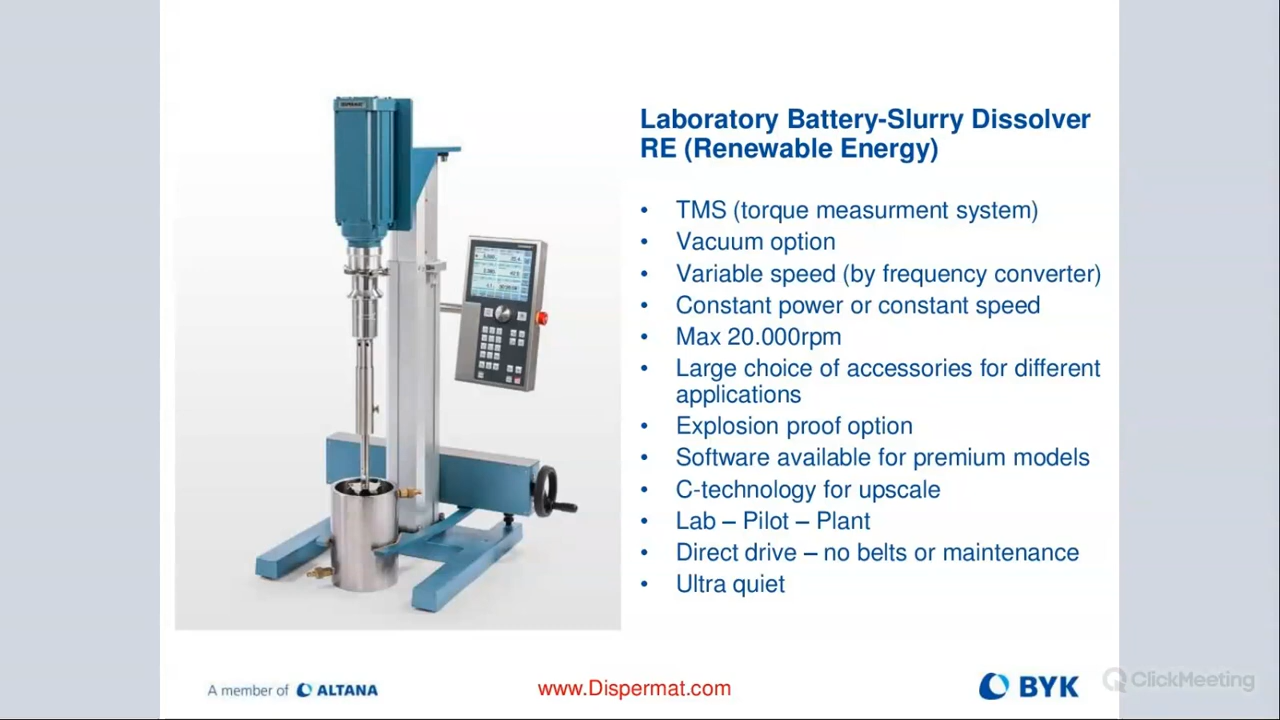 Laboratory Battery-Slurry Dissolver
RE (Renewable Energy)
• TMS (torque measurment system)
• Vacuum option
• Variable speed (by frequency converter)
• Constant power or constant speed
• Max 20.000rpm
• Large choice of accessories for different
applications
• Explosion proof option
• Software available for premium models
• C-technology for upscale
• Lab – Pilot – Plant
• Direct drive – no belts or maintenance
• Ultra quiet
A member of ALTANA
www.Dispermat.com
BYK
ClickMeeting